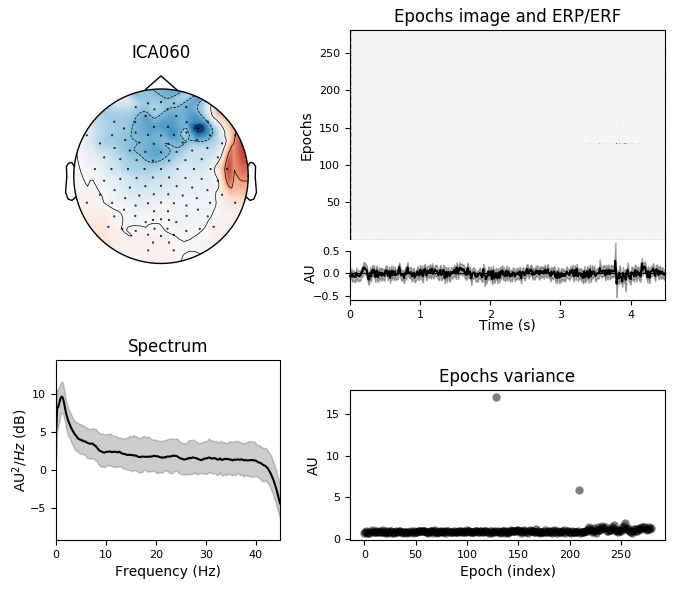 ICA060
Epochs image and ERP/ERF
Epochs
250
200
150
100
50
AU
0.5
0.0
−0.5
0 1 2 3 4
Time (s)
Spectrum
AU²/Hz (dB)
10
5
0
−5
0 10 20 30 40
Frequency (Hz)
Epochs variance
AU
15
10
5
0
0 50 100 150 200 250
Epoch (index)